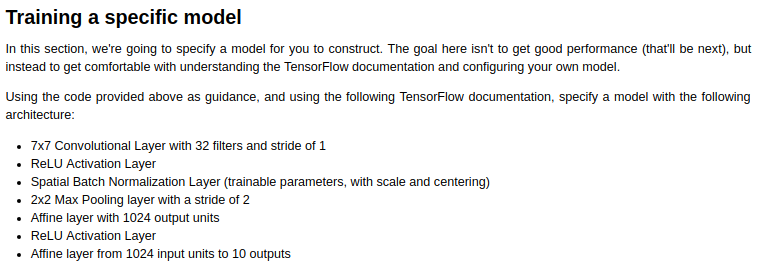 Training a specific model
In this section, we're going to specify a model for you to construct. The goal here isn't to get good performance (that'll be next), but
instead to get comfortable with understanding the TensorFlow documentation and configuring your own model.
Using the code provided above as guidance, and using the following TensorFlow documentation, specify a model with the following
architecture:
• 7x7 Convolutional Layer with 32 filters and stride of 1
• ReLU Activation Layer
• Spatial Batch Normalization Layer (trainable parameters, with scale and centering)
• 2x2 Max Pooling layer with a stride of 2
• Affine layer with 1024 output units
• ReLU Activation Layer
• Affine layer from 1024 input units to 10 outputs